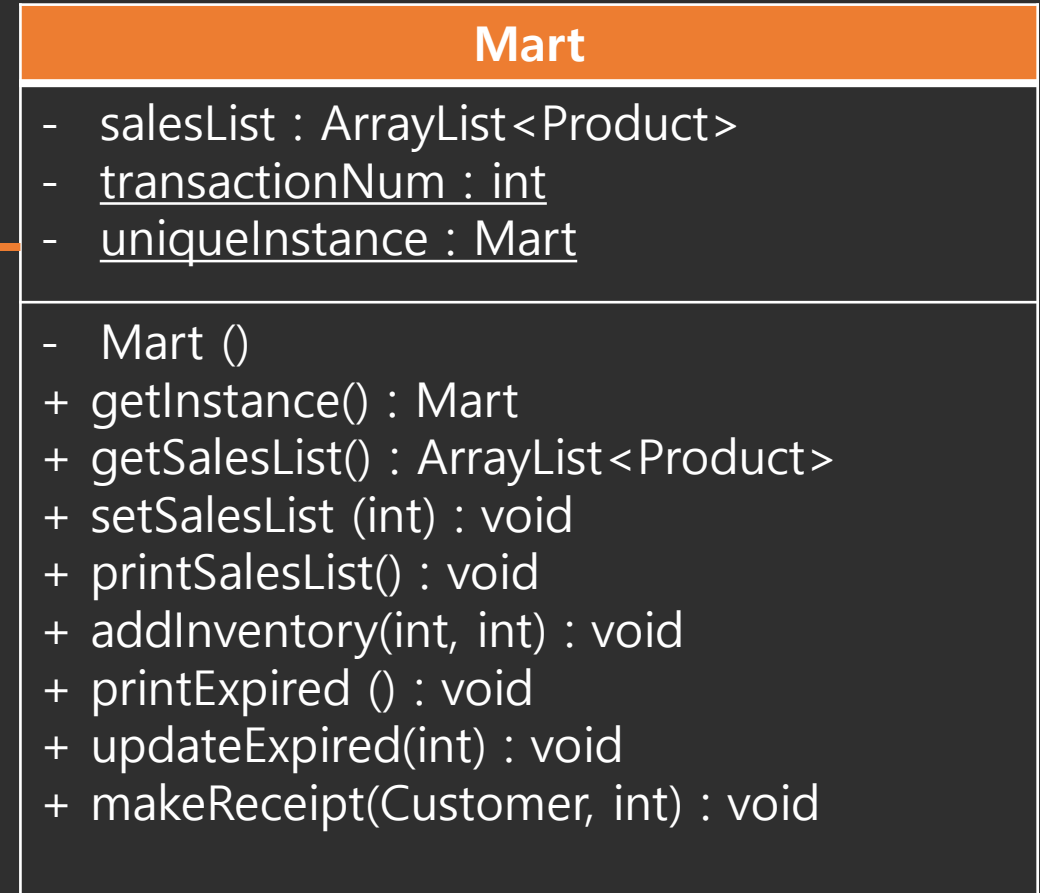 Mart
- salesList : ArrayList<Product>
- transactionNum : int
- uniqueInstance : Mart
- Mart ()
+ getInstance() : Mart
+ getSalesList() : ArrayList<Product>
+ setSalesList (int) : void
+ printSalesList() : void
+ addInventory(int, int) : void
+ printExpired () : void
+ updateExpired(int) : void
+ makeReceipt(Customer, int) : void